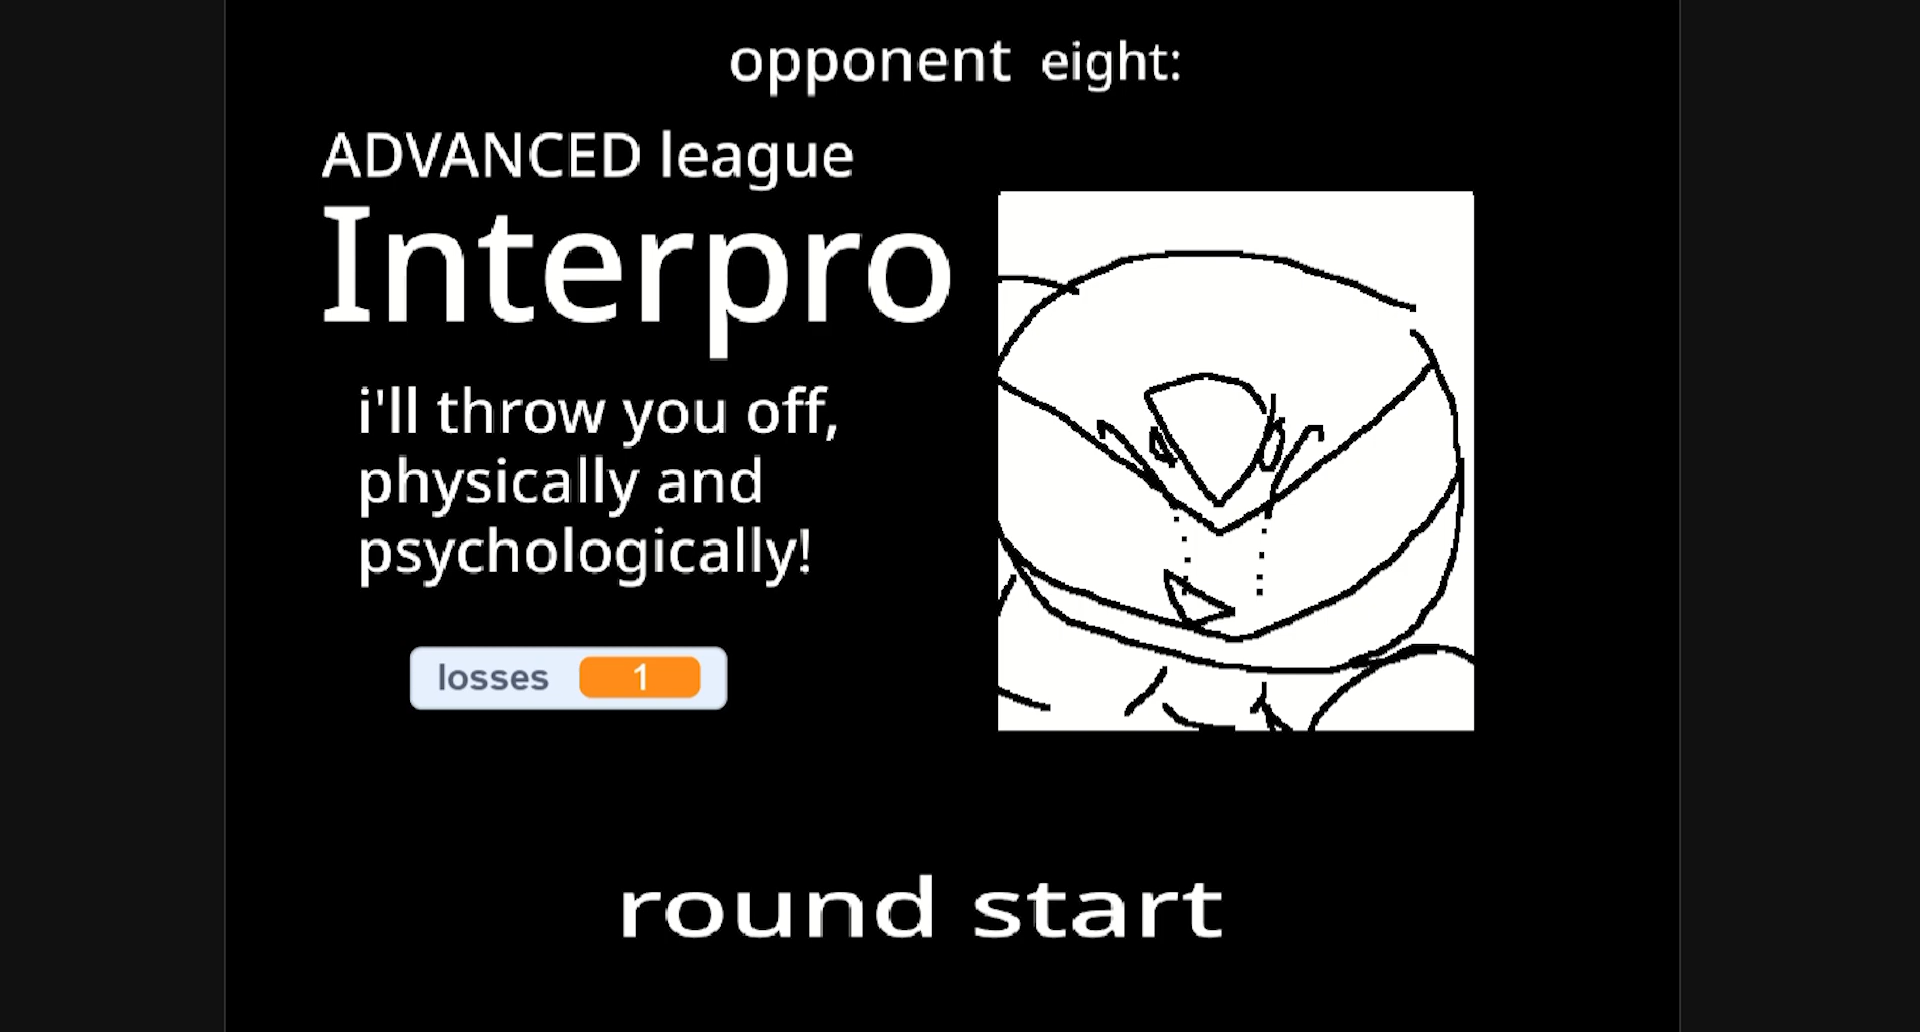 opponent eight:
ADVANCED league
Interpro
i'll throw you off,
physically and
psychologically!
losses 1
round start